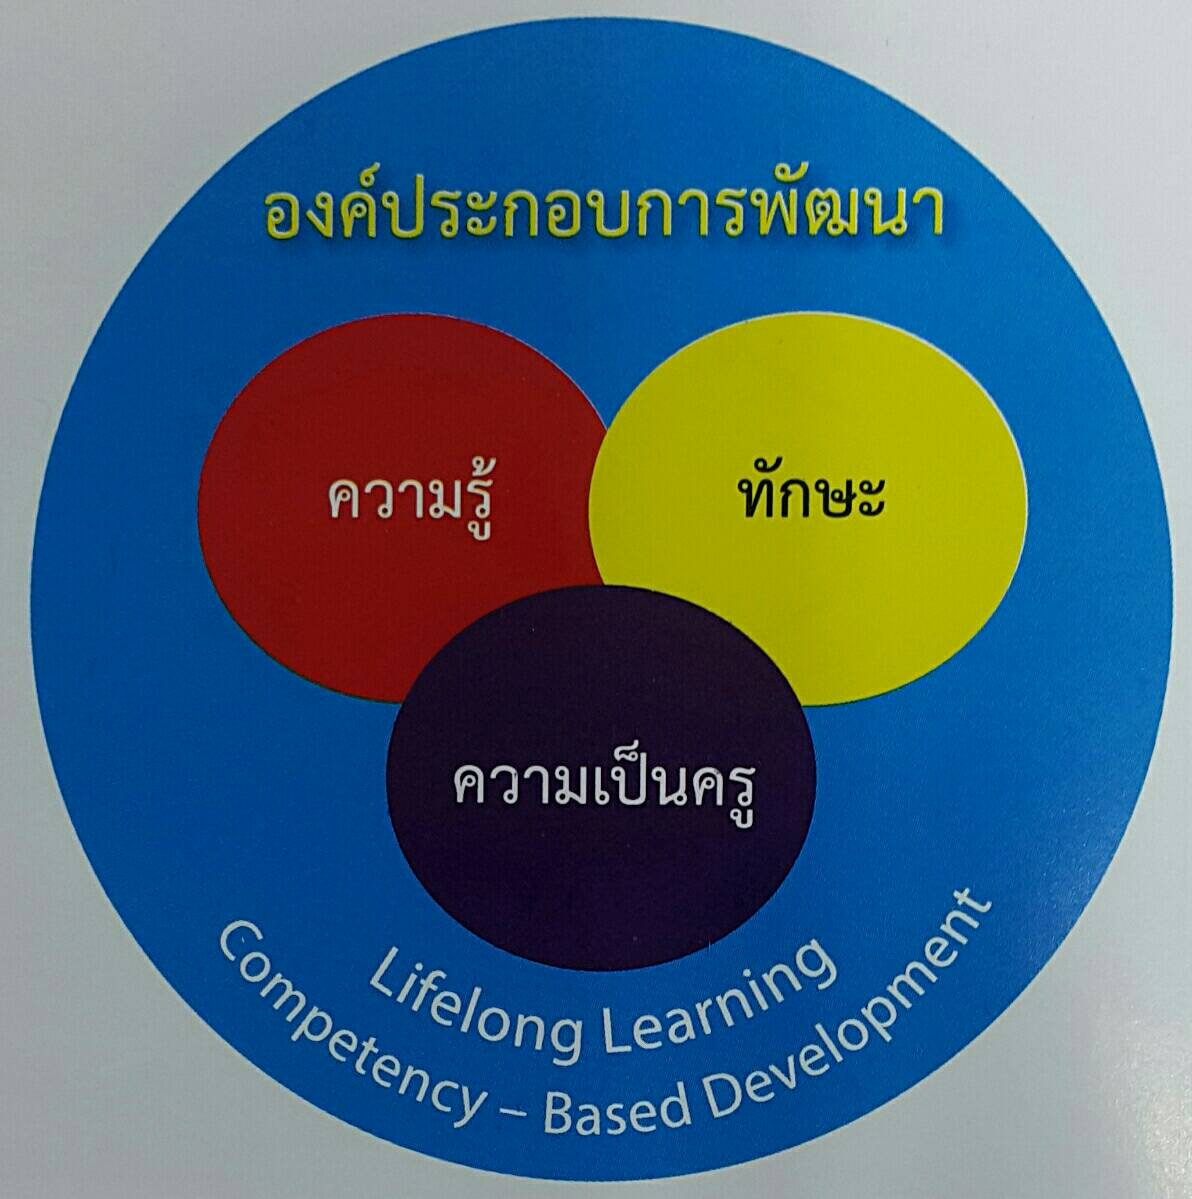 องค์ประกอบการพัฒนา
ความรู้
ทักษะ
ความเป็นครู
Lifelong Learning
Competency – Based Development